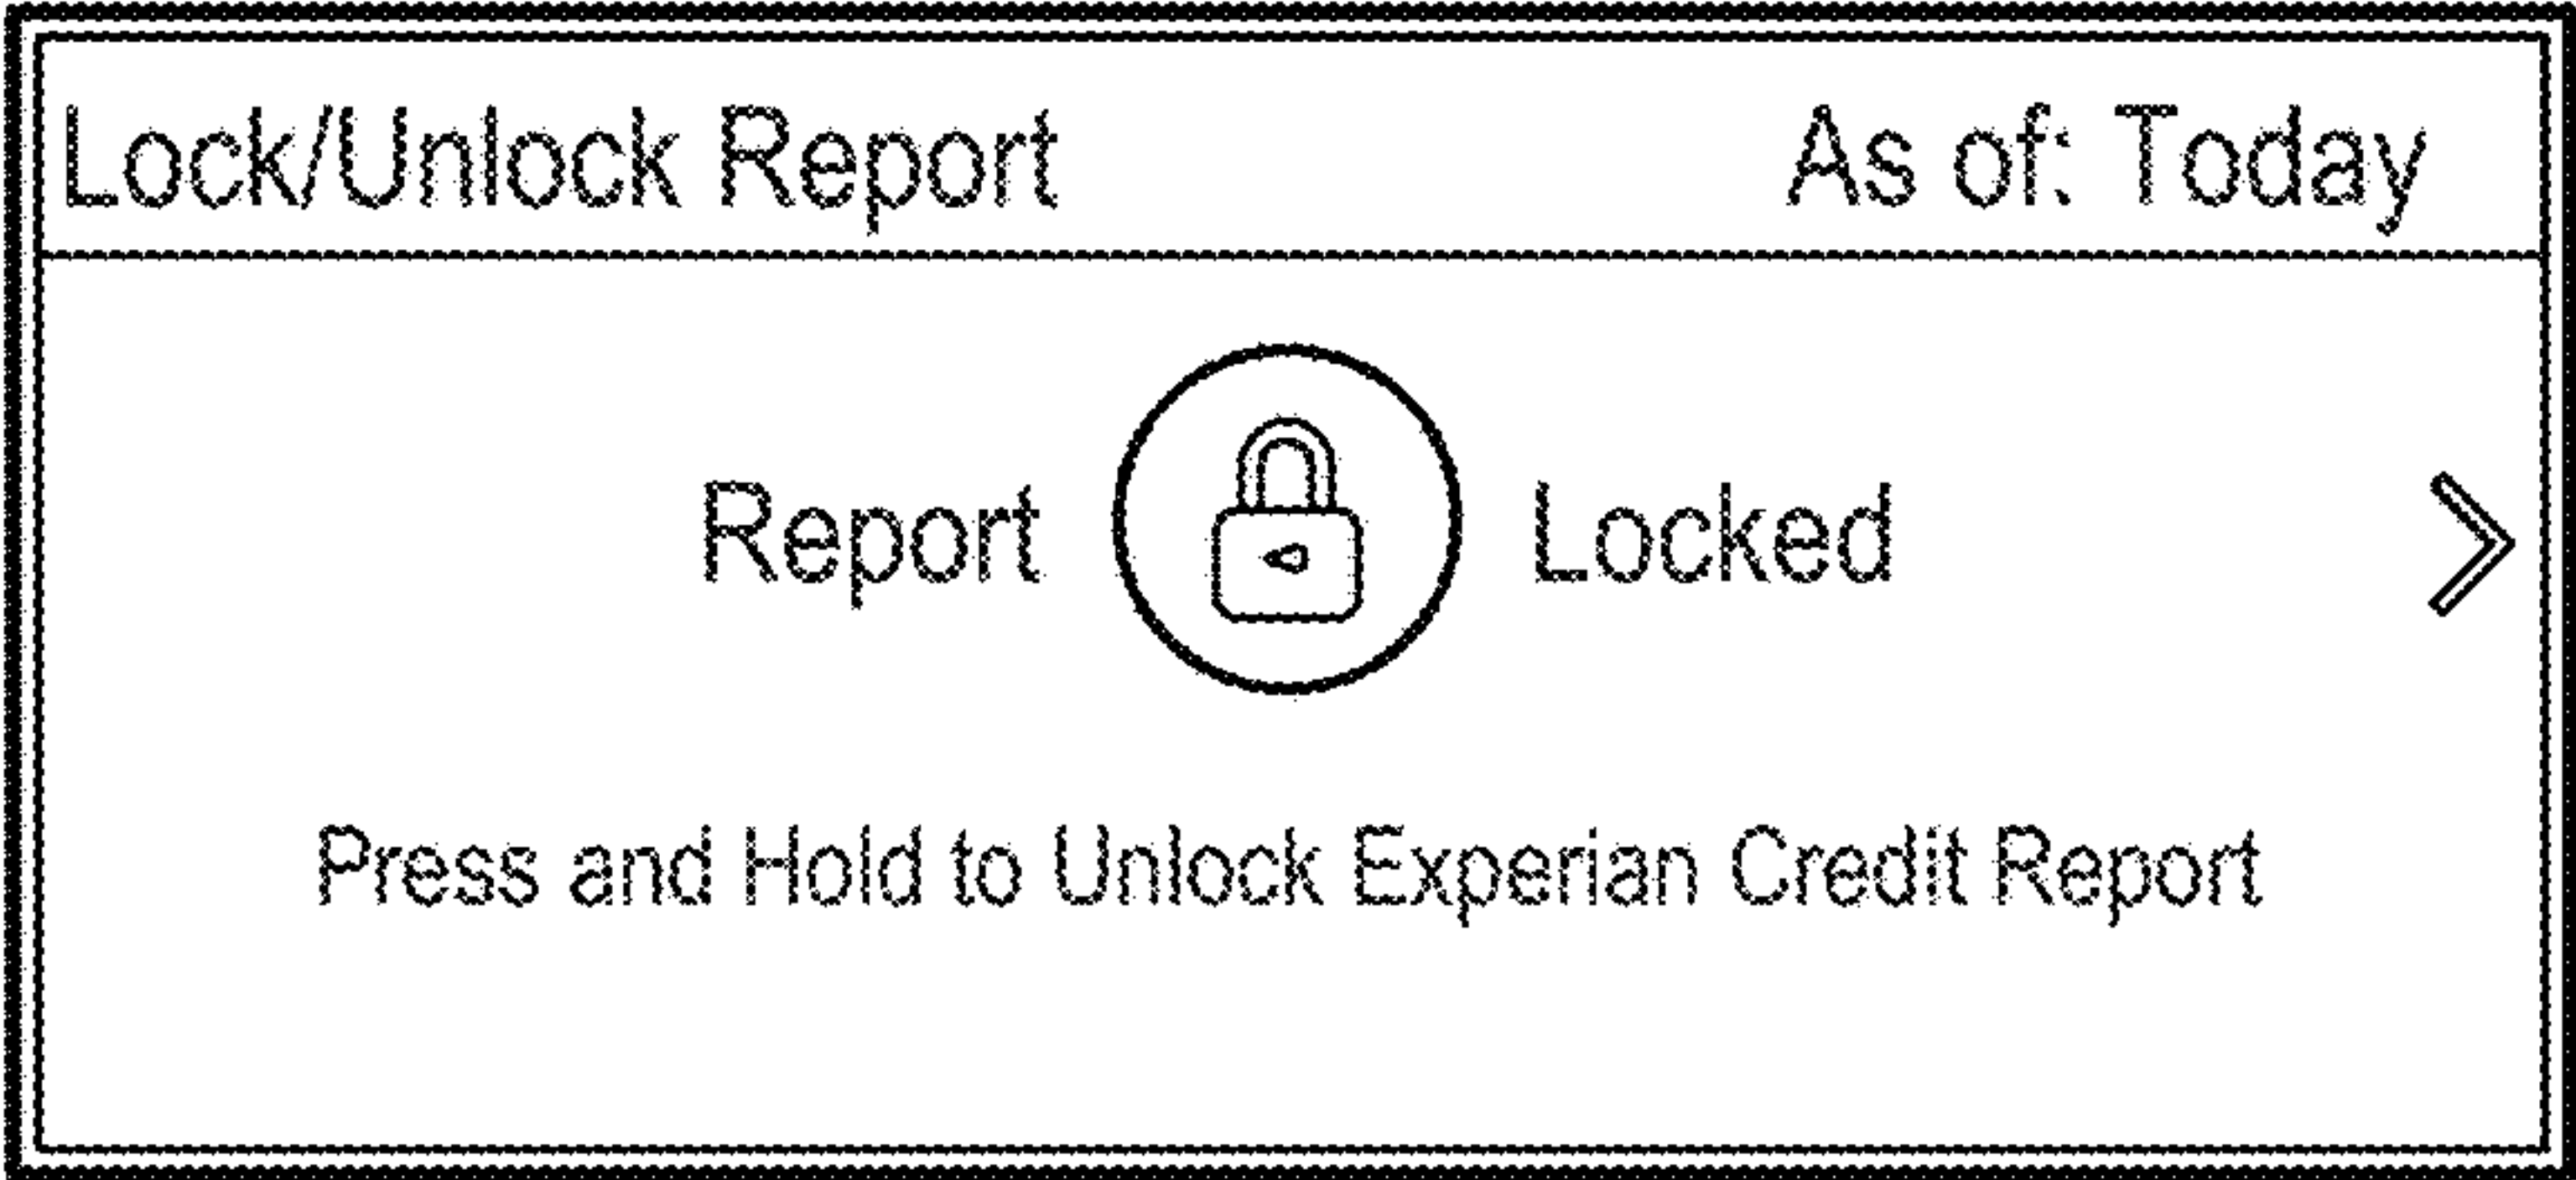 Lock/Unlock Report As of: Today
Report Locked
Press and Hold to Unlock Experian Credit Report